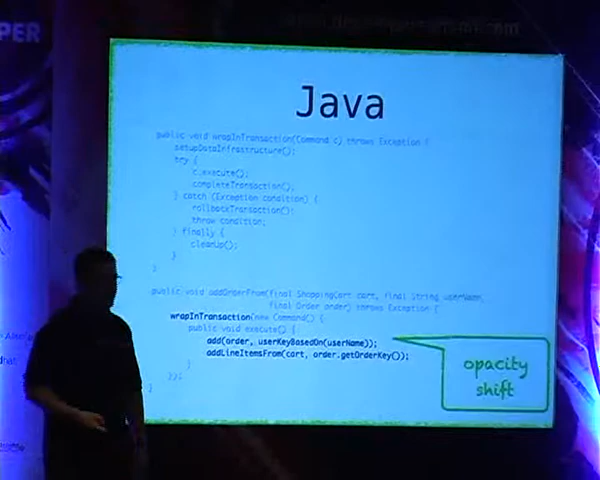 PER
Java
public void wrapInTransaction(Command c) throws Exception {
setupDataInfrastructure();
try {
c.execute();
completeTransaction();
} catch (Exception condition) {
rollbackTransaction();
throw condition;
} finally {
cleanUp();
}
}
public void addOrderFrom(final ShoppingCart cart, final String userName,
final Order order) throws Exception {
wrapInTransaction(new Command() {
public void execute() {
add(order, userKeyBasedOn(userName));
addLineItemsFrom(cart, order.getOrderKey());
}
});
}
opacity
shift